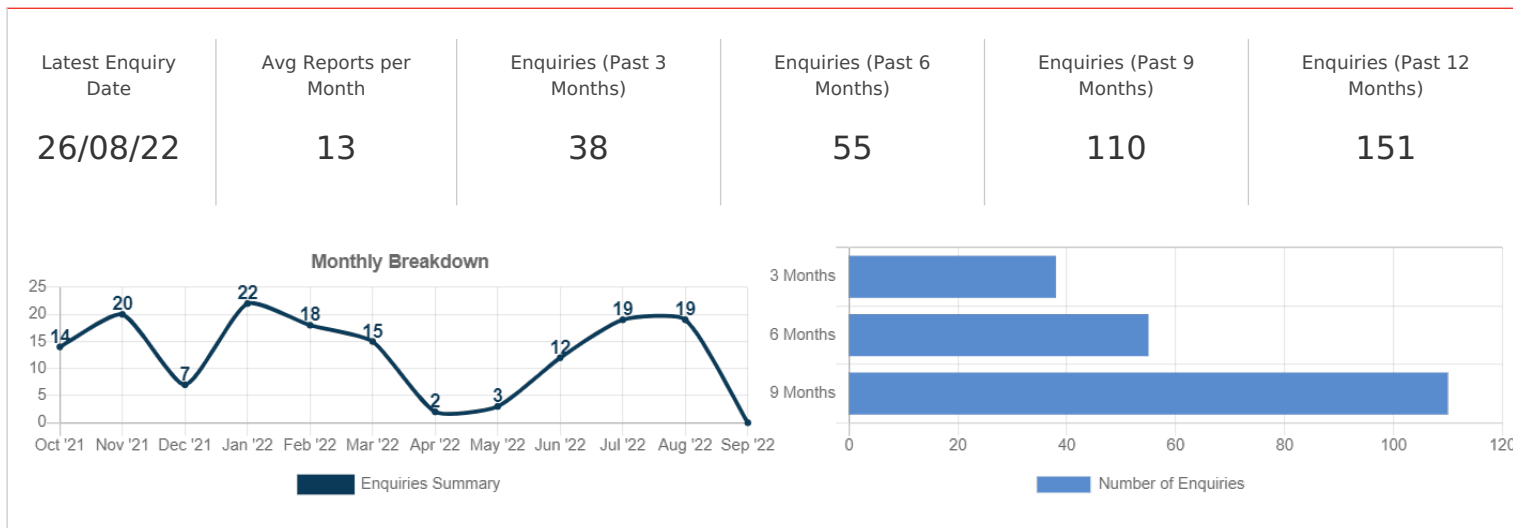 Latest Enquiry
Date
26/08/22
Avg Reports per
Month
13
Enquiries (Past 3
Months)
38
Enquiries (Past 6
Months)
55
Enquiries (Past 9
Months)
110
Enquiries (Past 12
Months)
151
Monthly Breakdown
25
20
15
10
5
0
14
20
7
22
18
15
2
3
12
19
19
Oct '21 Nov '21 Dec '21 Jan '22 Feb '22 Mar '22 Apr '22 May '22 Jun '22 Jul '22 Aug '22 Sep '22
Enquiries Summary
3 Months
6 Months
9 Months
0 20 40 60 80 100 120
Number of Enquiries